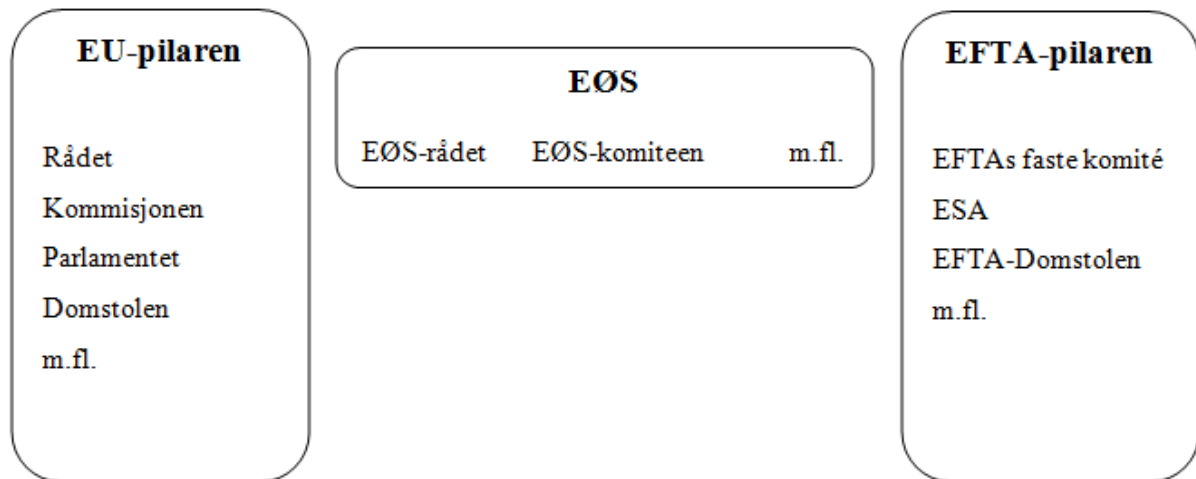 EU-pilaren
Rådet
Kommisjonen
Parlamentet
Domstolen
m.fl.
EØS
EØS-rådet EØS-komiteen m.fl.
EFTA-pilaren
EFTAs faste komité
ESA
EFTA-Domstolen
m.fl.